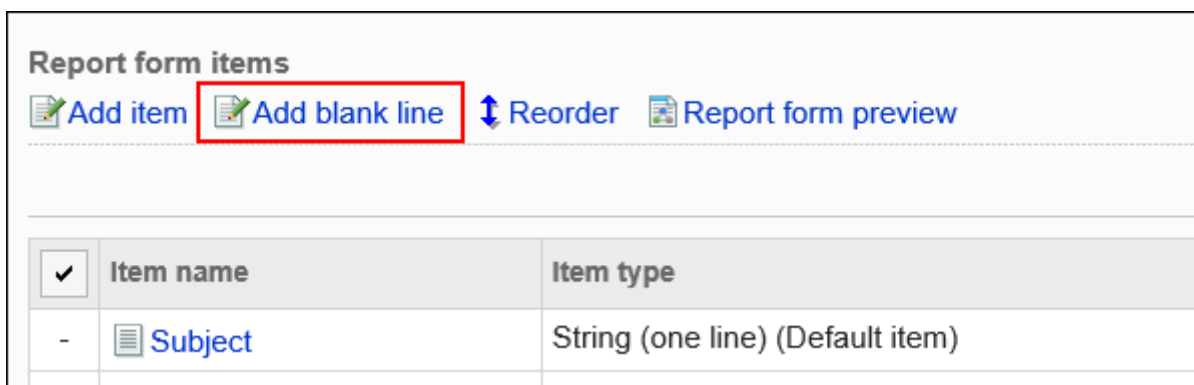 Report form items
Add item Add blank line Reorder Report form preview
Item name Item type
- Subject String (one line) (Default item)